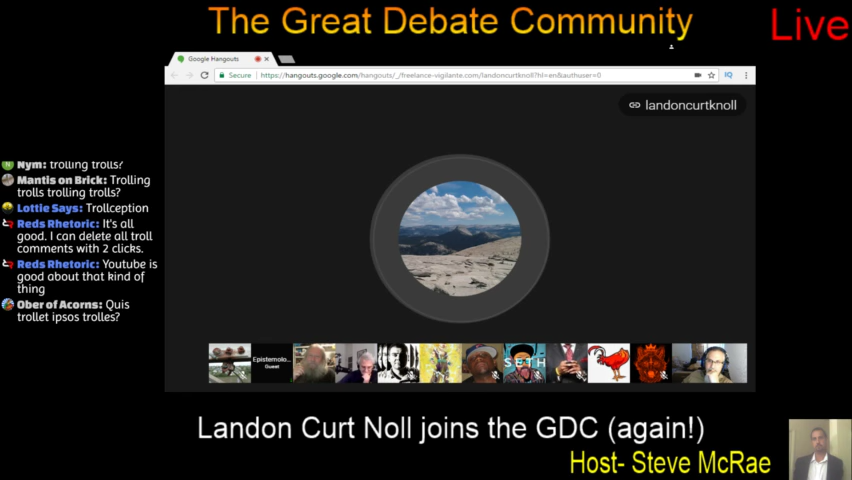 The Great Debate Community
Live
Google Hangouts
Secure
https://hangouts.google.com/hangouts/_/freelance-vigilante.com/landoncurtknoll?hl=en&authuser=0
IQ
landoncurtknoll
N
Nym: trolling trolls?
Mantis on Brick: Trolling
trolls trolling trolls?
Lottie Says: Trollception
Reds Rhetoric: It's all
good. I can delete all troll
comments with 2 clicks.
Reds Rhetoric: Youtube is
good about that kind of
thing
Ober of Acorns: Quis
trollet ipsos trolles?
Epistemolo...
Guest
SETH
Landon Curt Noll joins the GDC (again!)
Host- Steve McRae